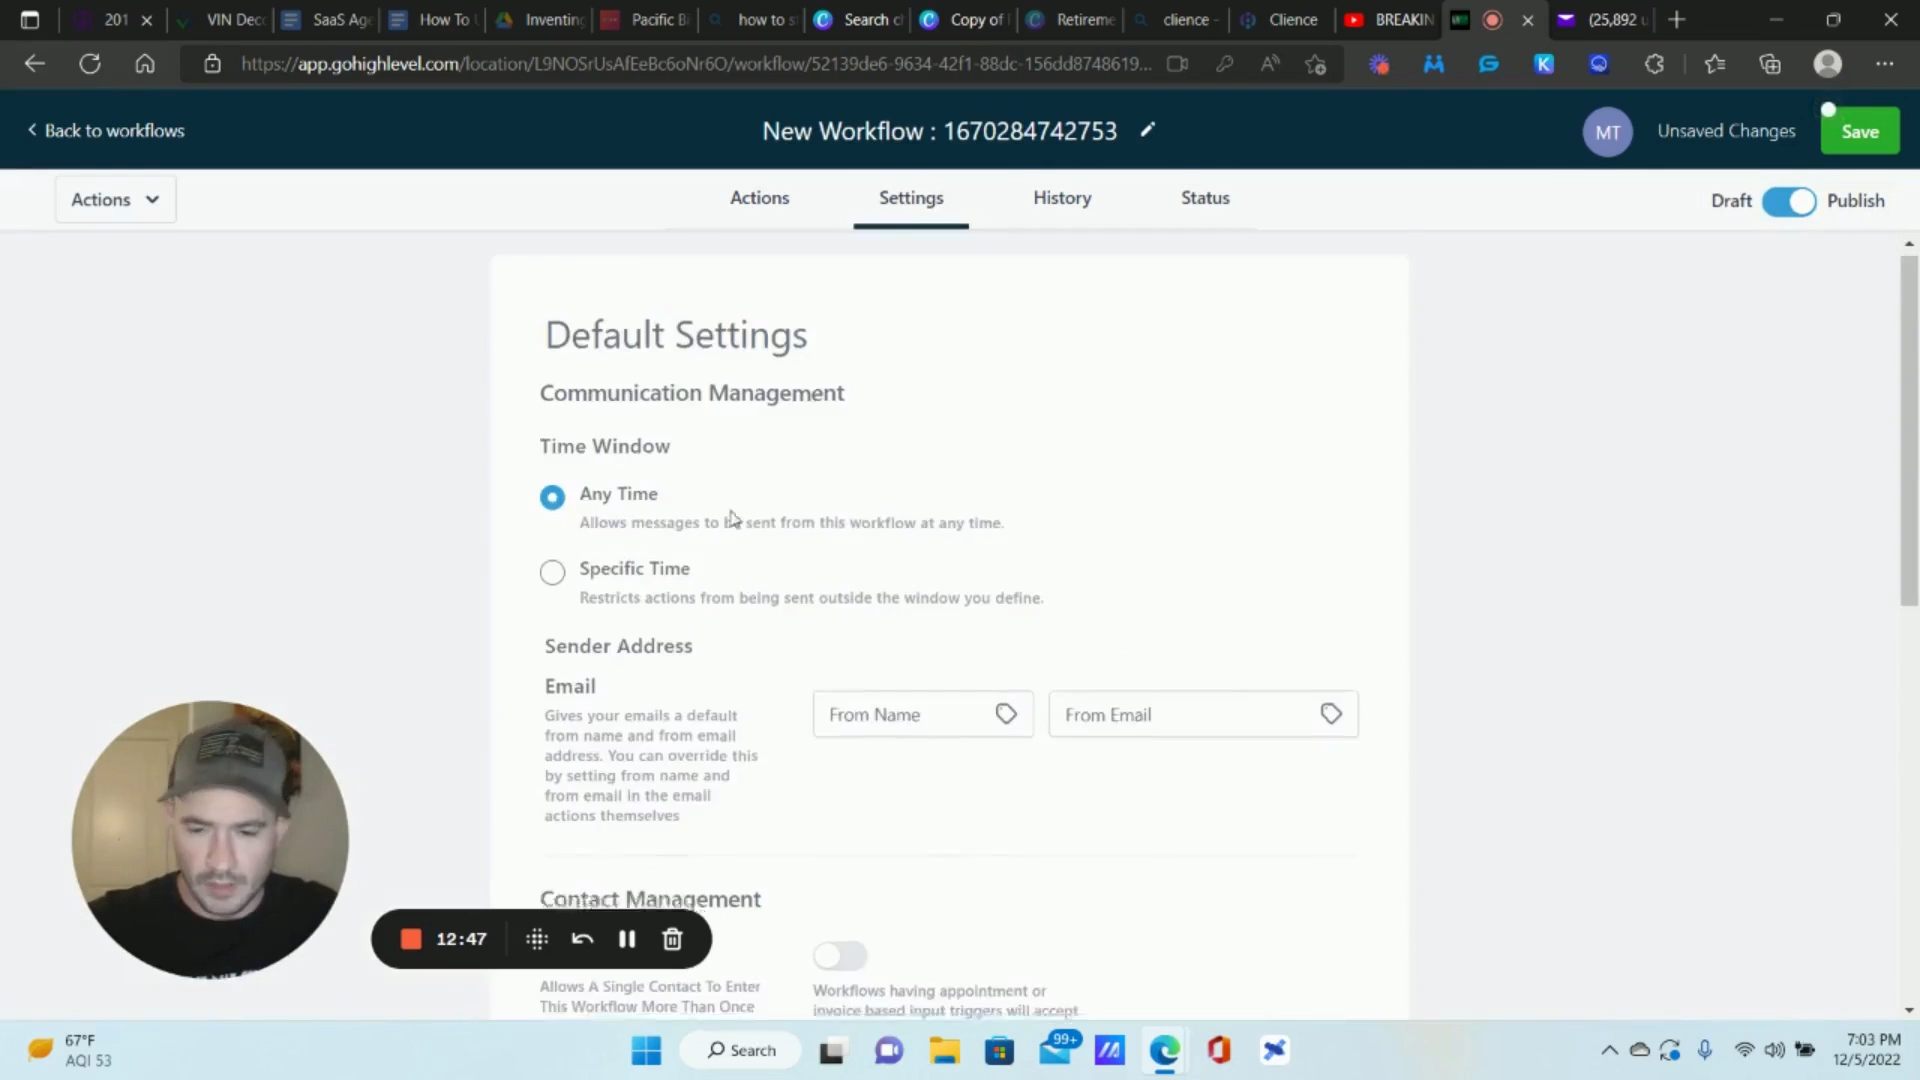 201
VIN Dec
SaaS Age
How To U
Inventing
Pacific B
how to s
Search c
Copy of
Retireme
clience -
Clience
BREAKIN
(25,892 u
https://app.gohighlevel.com/location/L9NOSrUsAfEeBc6oNr6O/workflow/52139de6-9634-42f1-88dc-156dd8748619...
Back to workflows
New Workflow : 1670284742753
MT
Unsaved Changes
Save
Actions
Actions
Settings
History
Status
Draft
Publish
Default Settings
Communication Management
Time Window
Any Time
Allows messages to be sent from this workflow at any time.
Specific Time
Restricts actions from being sent outside the window you define.
Sender Address
Email
Gives your emails a default
from name and from email
address. You can override this
by setting from name and
from email in the email
actions themselves
From Name
From Email
Contact Management
12:47
Allows A Single Contact To Enter
This Workflow More Than Once
Workflows having appointment or
invoice based input triggers will accept
67°F
AQI 53
Search
99+
7:03 PM
12/5/2022